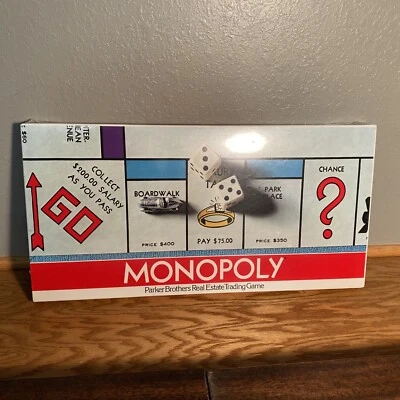 COLLECT
$200.00 SALARY
AS YOU PASS
GO
BOARDWALK
PRICE $400
PAY $75.00
PARK
PRICE $350
CHANCE
?
MONOPOLY
Parker Brothers Real Estate Trading Game